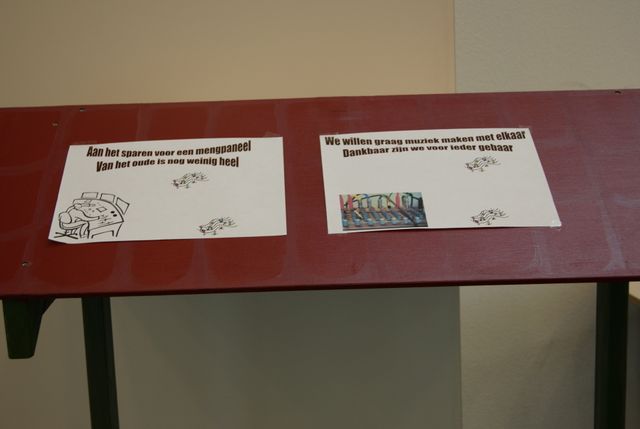 Aan het sparen voor een mengpaneel
Van het oude is nog weinig heel
We willen graag muziek maken met elkaar
Dankbaar zijn we voor ieder gebaar